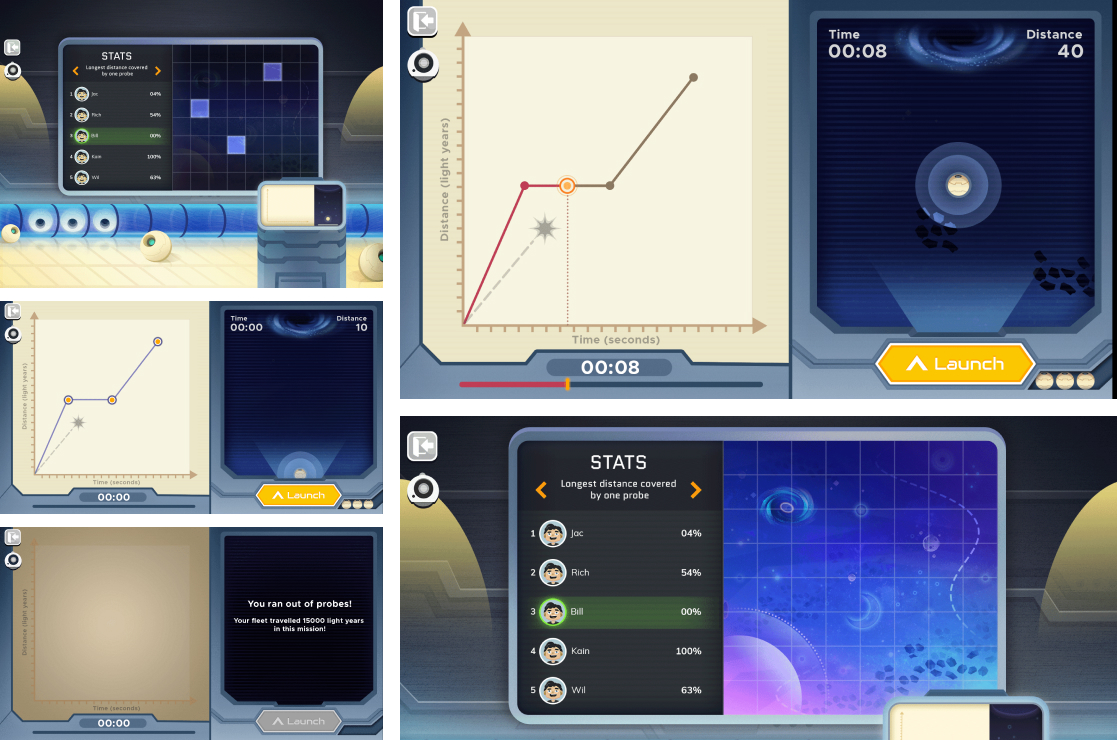 STATS
Longest distance covered
by one probe
1 Jac 04%
2 Rich 54%
3 Bill 00%
4 Kain 100%
5 Wil 63%
Distance (light years)
Time (seconds)
00:00
Time
00:00
Distance
10
Launch
Distance (light years)
Time (seconds)
00:00
You ran out of probes!
Your fleet travelled 15000 light years
in this mission!
Launch
Distance (light years)
Time (seconds)
00:08
Time
00:08
Distance
40
Launch
STATS
Longest distance covered
by one probe
1 Jac 04%
2 Rich 54%
3 Bill 00%
4 Kain 100%
5 Wil 63%